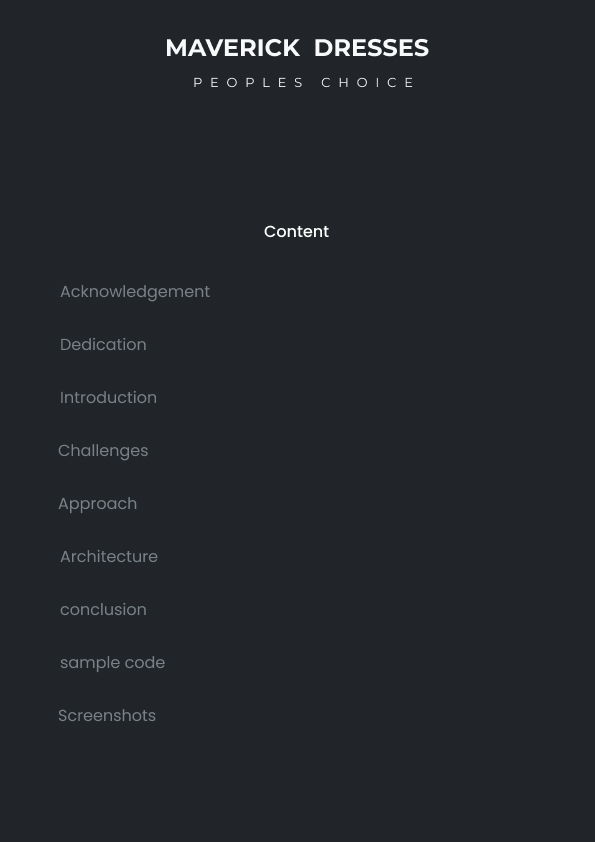 MAVERICK DRESSES
PEOPLES CHOICE
Content
Acknowledgement
Dedication
Introduction
Challenges
Approach
Architecture
conclusion
sample code
Screenshots